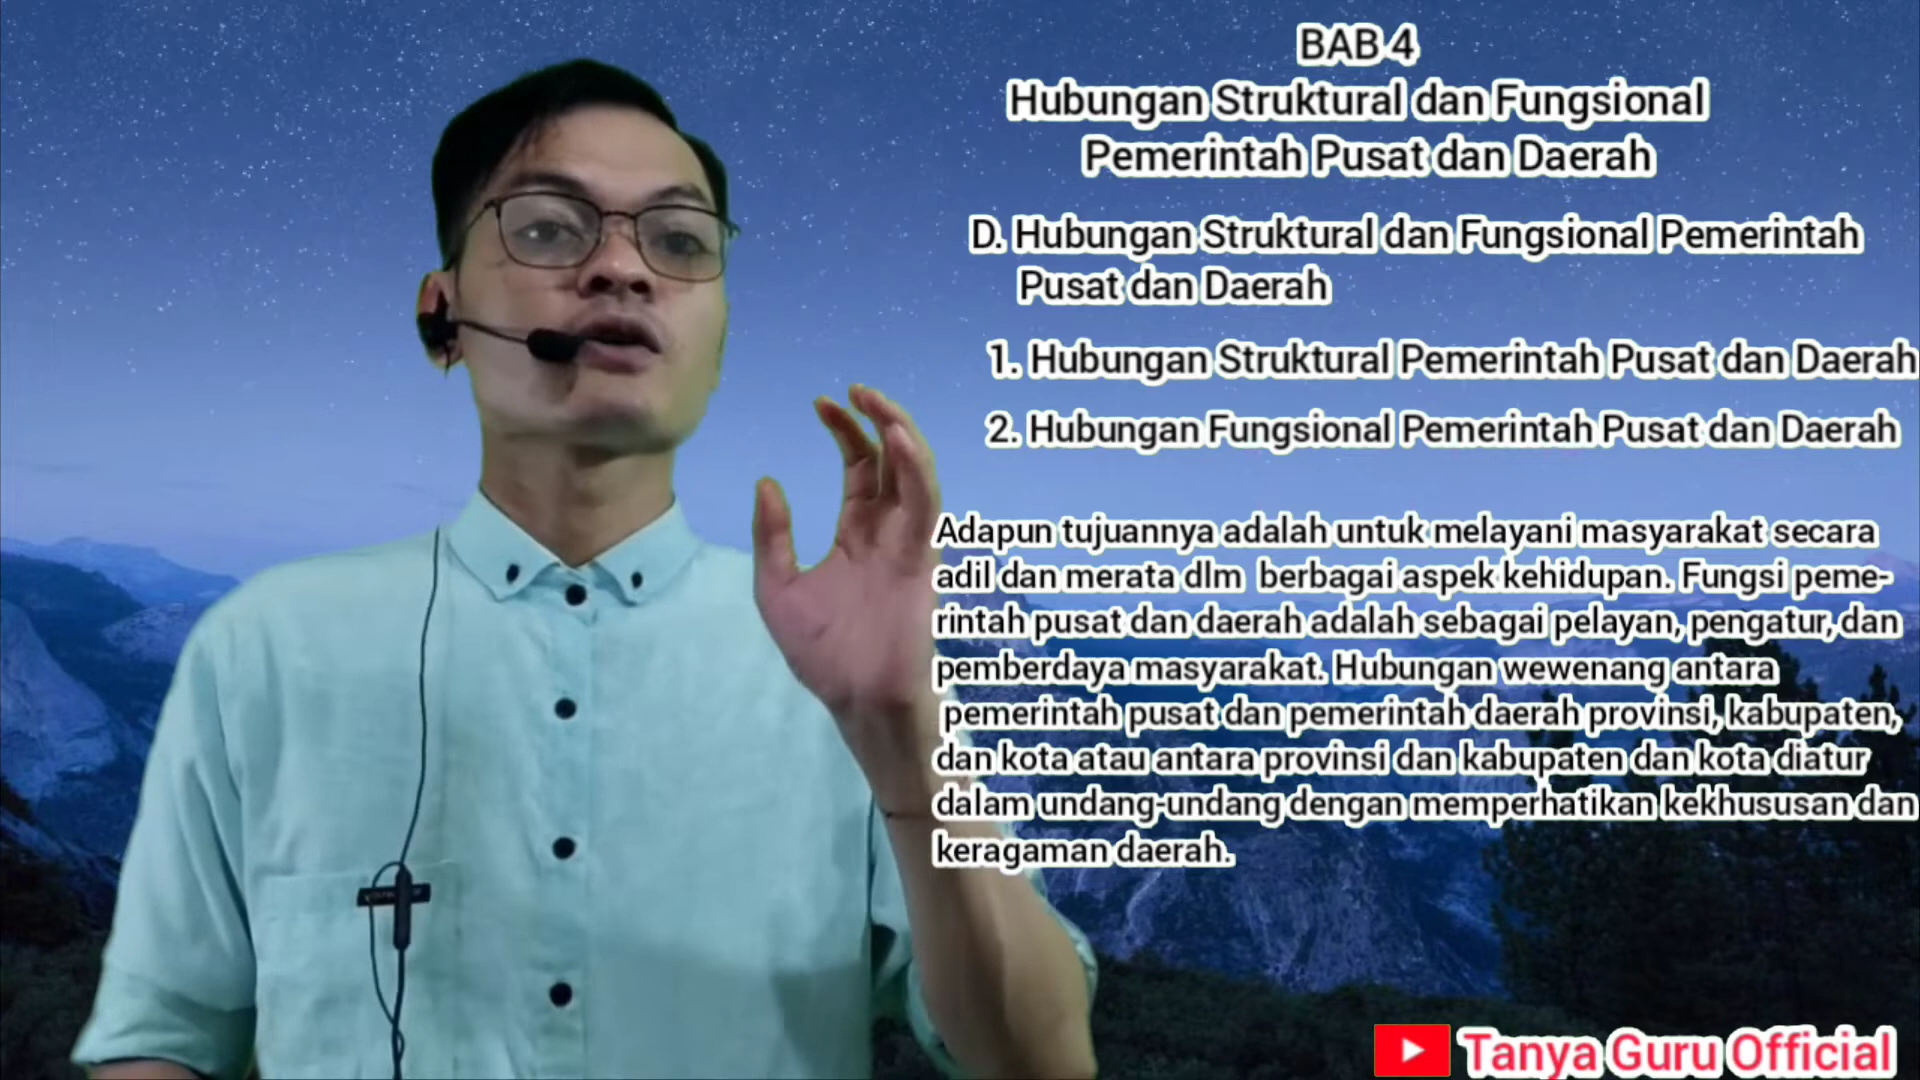 BAB 4
Hubungan Struktural dan Fungsional
Pemerintah Pusat dan Daerah
D. Hubungan Struktural dan Fungsional Pemerintah
Pusat dan Daerah
1. Hubungan Struktural Pemerintah Pusat dan Daerah
2. Hubungan Fungsional Pemerintah Pusat dan Daerah
Adapun tujuannya adalah untuk melayani masyarakat secara
adil dan merata dlm berbagai aspek kehidupan. Fungsi peme-
rintah pusat dan daerah adalah sebagai pelayan, pengatur, dan
pemberdaya masyarakat. Hubungan wewenang antara
pemerintah pusat dan pemerintah daerah provinsi, kabupaten,
dan kota atau antara provinsi dan kabupaten dan kota diatur
dalam undang-undang dengan memperhatikan kekhususan dan
keragaman daerah.
Tanya Guru Official